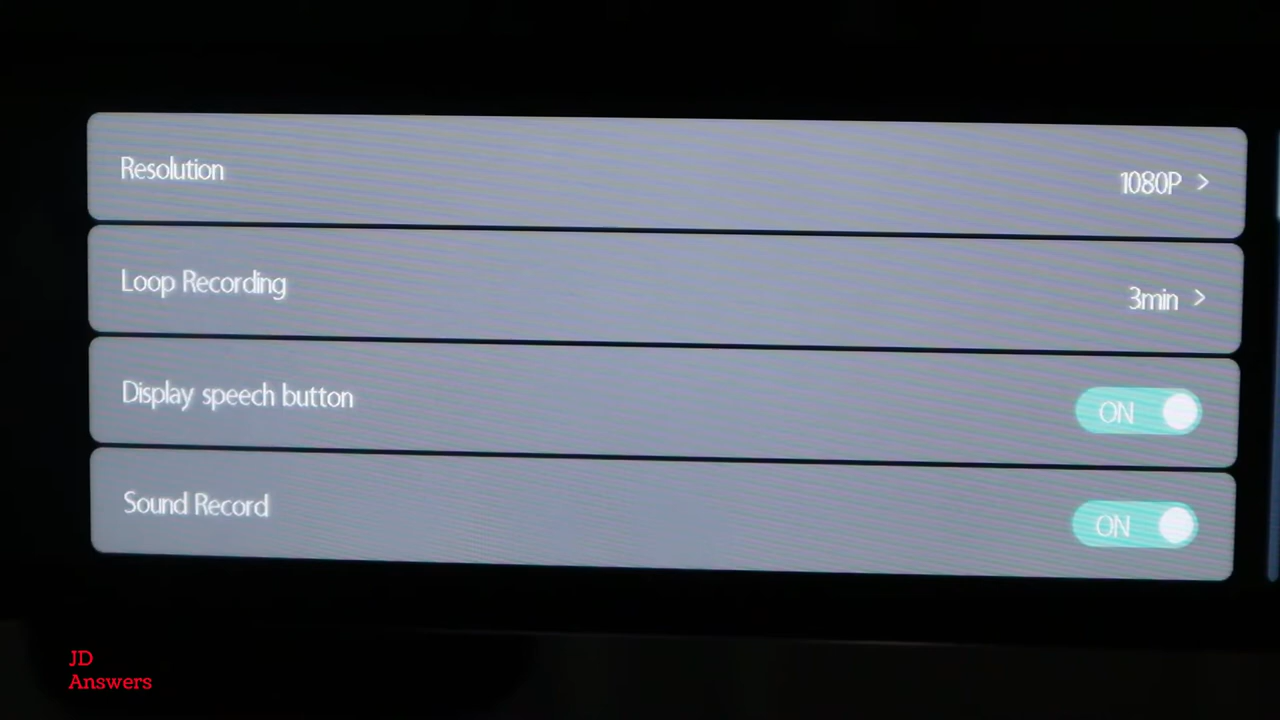 Resolution
1080P >
Loop Recording
3min >
Display speech button
ON
Sound Record
ON
JD
Answers